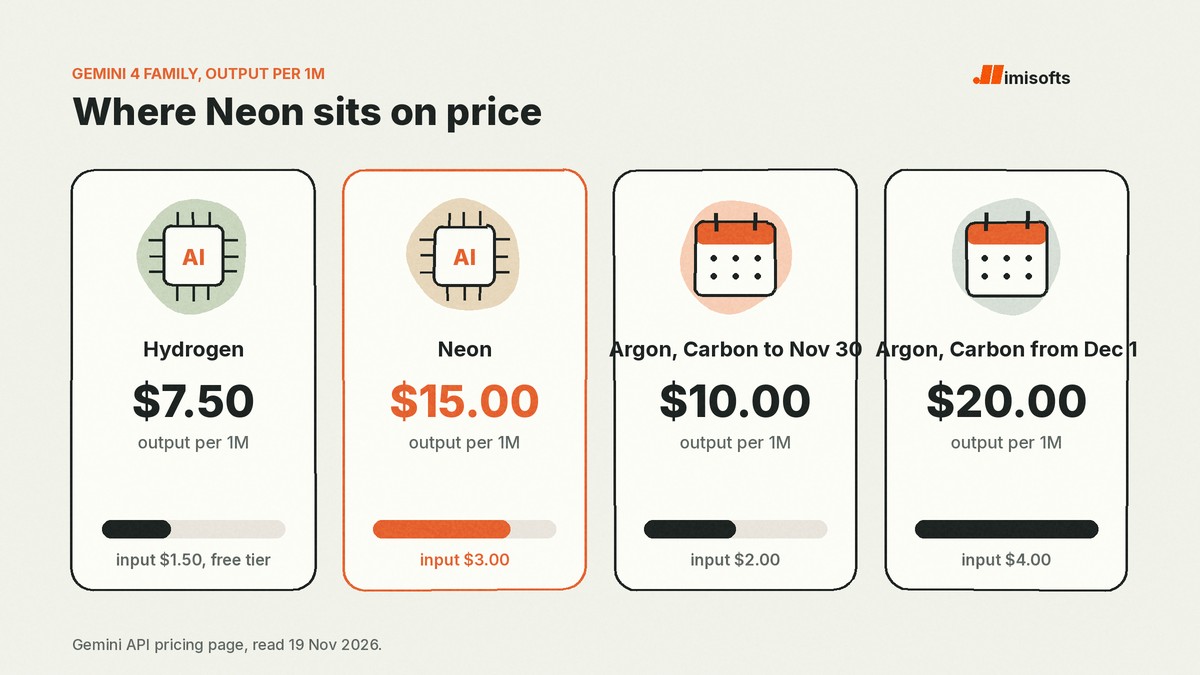 GEMINI 4 FAMILY, OUTPUT PER 1M
imisofts
Where Neon sits on price
AI
Hydrogen
$7.50
output per 1M
input $1.50, free tier
AI
Neon
$15.00
output per 1M
input $3.00
Argon, Carbon to Nov 30
$10.00
output per 1M
input $2.00
Argon, Carbon from Dec 1
$20.00
output per 1M
input $4.00
Gemini API pricing page, read 19 Nov 2026.